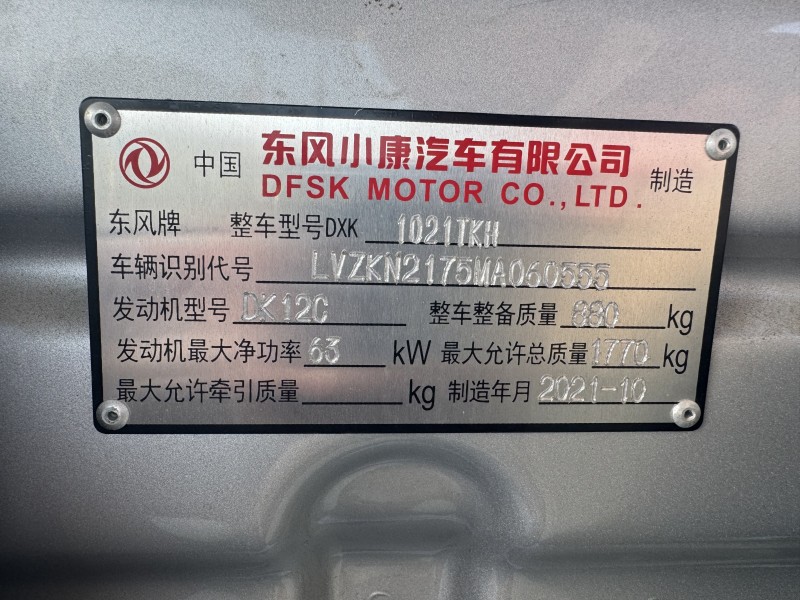 中国 东风小康汽车有限公司 制造
DFSK MOTOR CO.,LTD.
东风牌 整车型号DXK 1021TKH
车辆识别代号 LVZKN2175MA060555
发动机型号 DK12C 整车整备质量 880 kg
发动机最大净功率 63 kW 最大允许总质量 1770 kg
最大允许牵引质量 kg 制造年月 2021-10